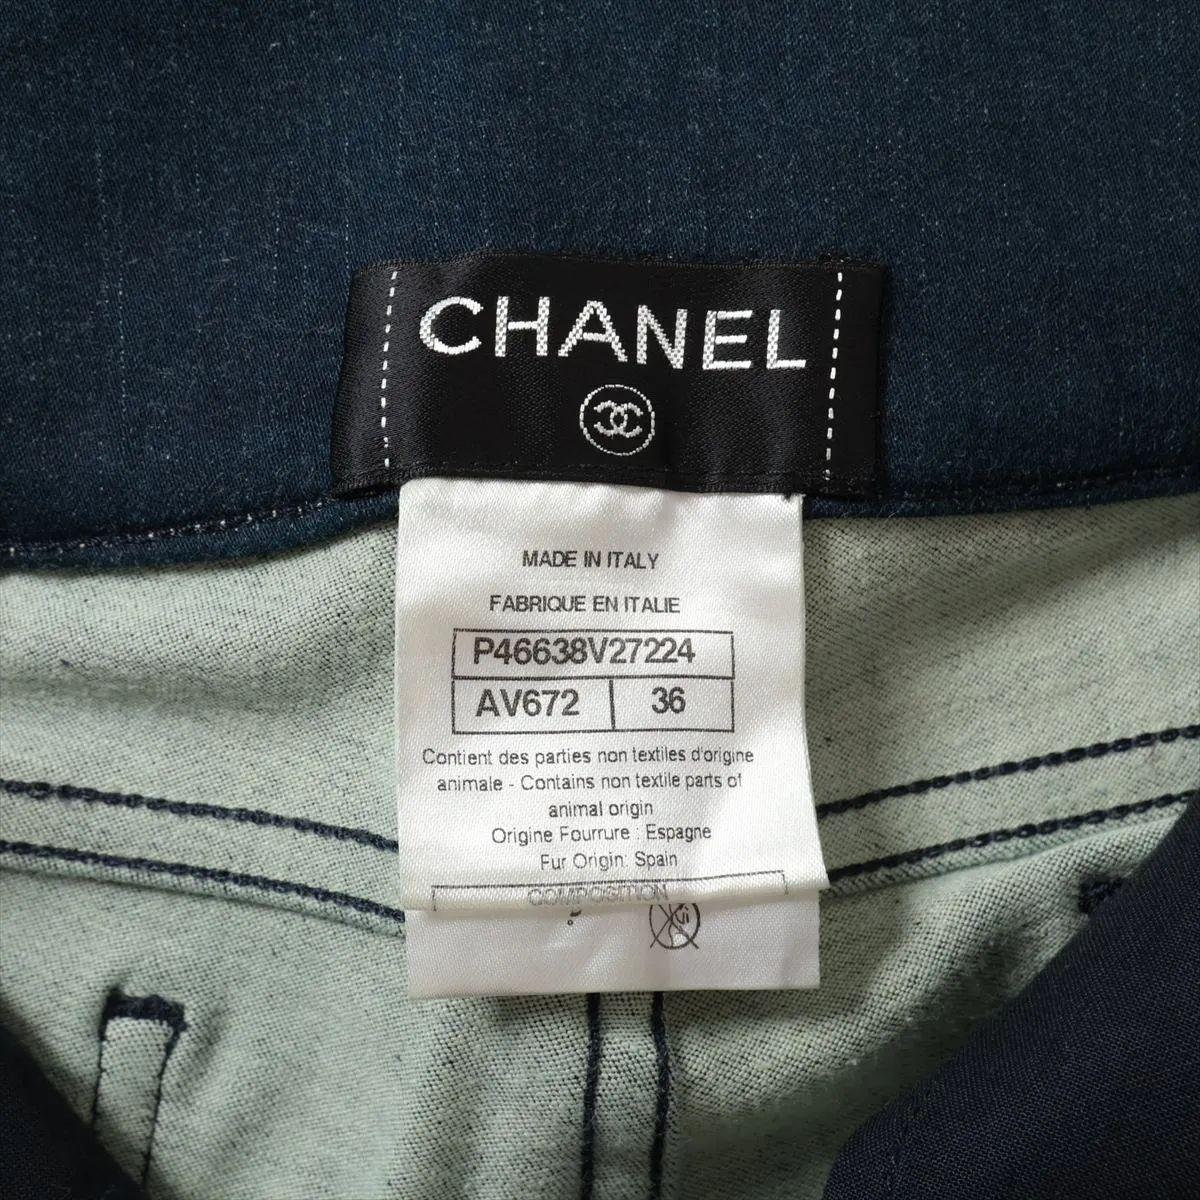 CHANEL
MADE IN ITALY
FABRIQUE EN ITALIE
P46638V27224
AV672 36
Contient des parties non textiles d'origine
animale - Contains non textile parts of
animal origin
Origine Fourrure : Espagne
Fur Origin: Spain
COMPOSITION